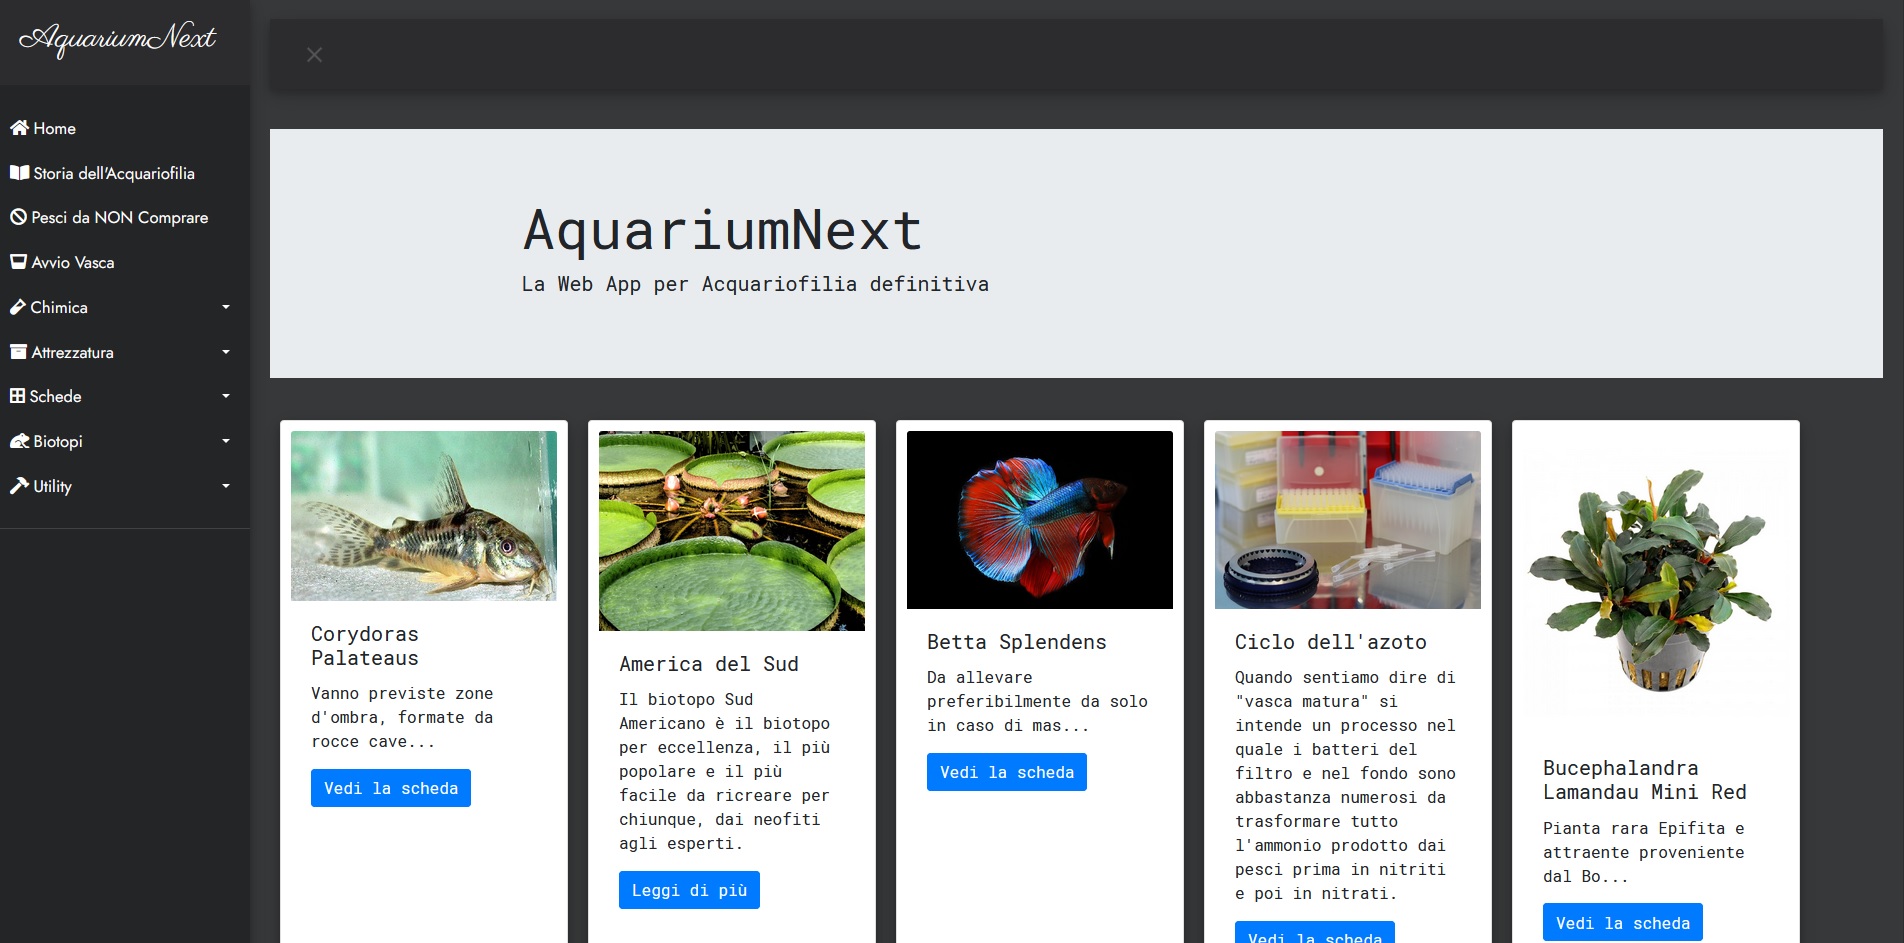 AquariumNext
Home
Storia dell'Acquariofilia
Pesci da NON Comprare
Avvio Vasca
Chimica
Attrezzatura
Schede
Biotopi
Utility
AquariumNext
La Web App per Acquariofilia definitiva
Corydoras
Palateaus
Vanno previste zone
d'ombra, formate da
rocce cave...
Vedi la scheda
America del Sud
Il biotopo Sud
Americano è il biotopo
per eccellenza, il più
popolare e il più
facile da ricreare per
chiunque, dai neofiti
agli esperti.
Leggi di più
Betta Splendens
Da allevare
preferibilmente da solo
in caso di mas...
Vedi la scheda
Ciclo dell'azoto
Quando sentiamo dire di
"vasca matura" si
intende un processo nel
quale i batteri del
filtro e nel fondo sono
abbastanza numerosi da
trasformare tutto
l'ammonio prodotto dai
pesci prima in nitriti
e poi in nitrati.
Vedi la scheda
Bucephalandra
Lamandau Mini Red
Pianta rara Epifita e
attraente proveniente
dal Bo...
Vedi la scheda